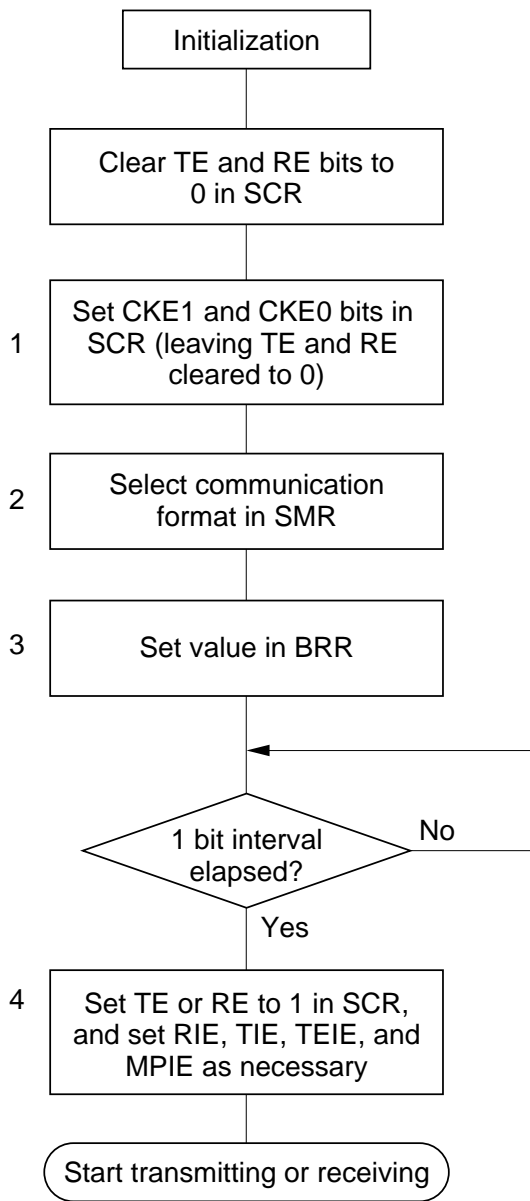 Initialization
Clear TE and RE bits to
0 in SCR
1
Set CKE1 and CKE0 bits in
SCR (leaving TE and RE
cleared to 0)
2
Select communication
format in SMR
3
Set value in BRR
1 bit interval
elapsed?
No
Yes
4
Set TE or RE to 1 in SCR,
and set RIE, TIE, TEIE, and
MPIE as necessary
Start transmitting or receiving